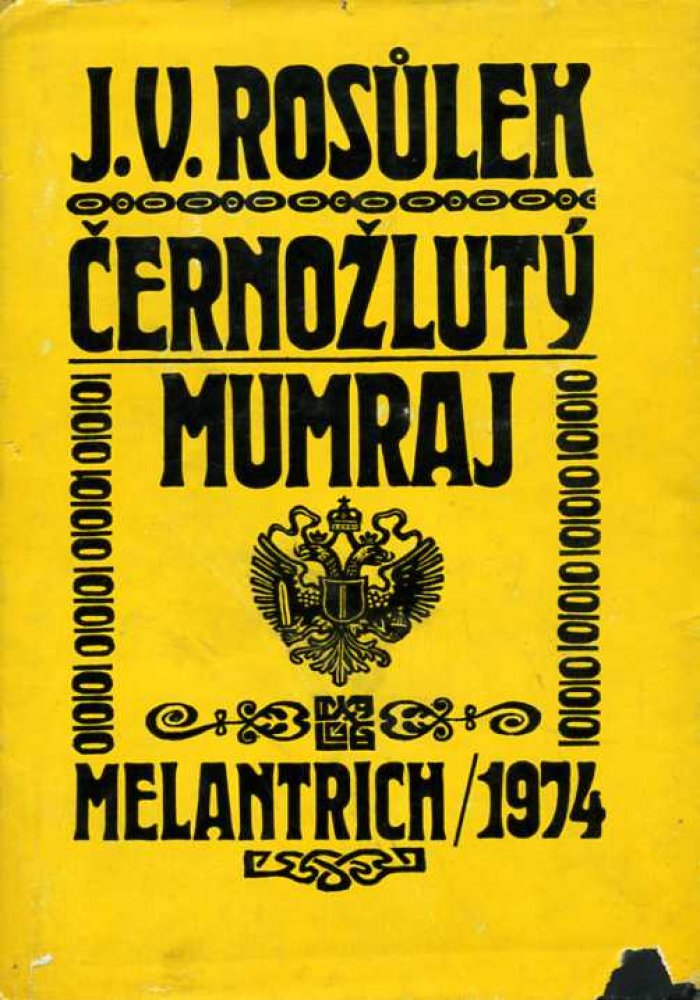 J.V. ROSŮLEK
ČERNOŽLUTÝ
MUMRAJ
MELANTRICH/1974